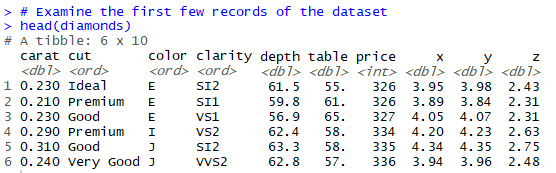 > # Examine the first few records of the dataset
> head(diamonds)
# A tibble: 6 x 10
carat cut color clarity depth table price x y z
<dbl> <ord> <ord> <ord> <dbl> <dbl> <int> <dbl> <dbl> <dbl>
1 0.230 Ideal E SI2 61.5 55. 326 3.95 3.98 2.43
2 0.210 Premium E SI1 59.8 61. 326 3.89 3.84 2.31
3 0.230 Good E VS1 56.9 65. 327 4.05 4.07 2.31
4 0.290 Premium I VS2 62.4 58. 334 4.20 4.23 2.63
5 0.310 Good J SI2 63.3 58. 335 4.34 4.35 2.75
6 0.240 Very Good J VVS2 62.8 57. 336 3.94 3.96 2.48